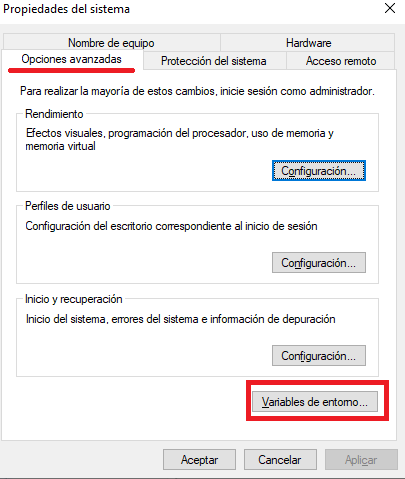 Propiedades del sistema
Nombre de equipo
Hardware
Opciones avanzadas
Protección del sistema
Acceso remoto
Para realizar la mayoría de estos cambios, inicie sesión como administrador.
Rendimiento
Efectos visuales, programación del procesador, uso de memoria y
memoria virtual
Configuración...
Perfiles de usuario
Configuración del escritorio correspondiente al inicio de sesión
Configuración...
Inicio y recuperación
Inicio del sistema, errores del sistema e información de depuración
Configuración...
Variables de entorno...
Aceptar
Cancelar
Aplicar